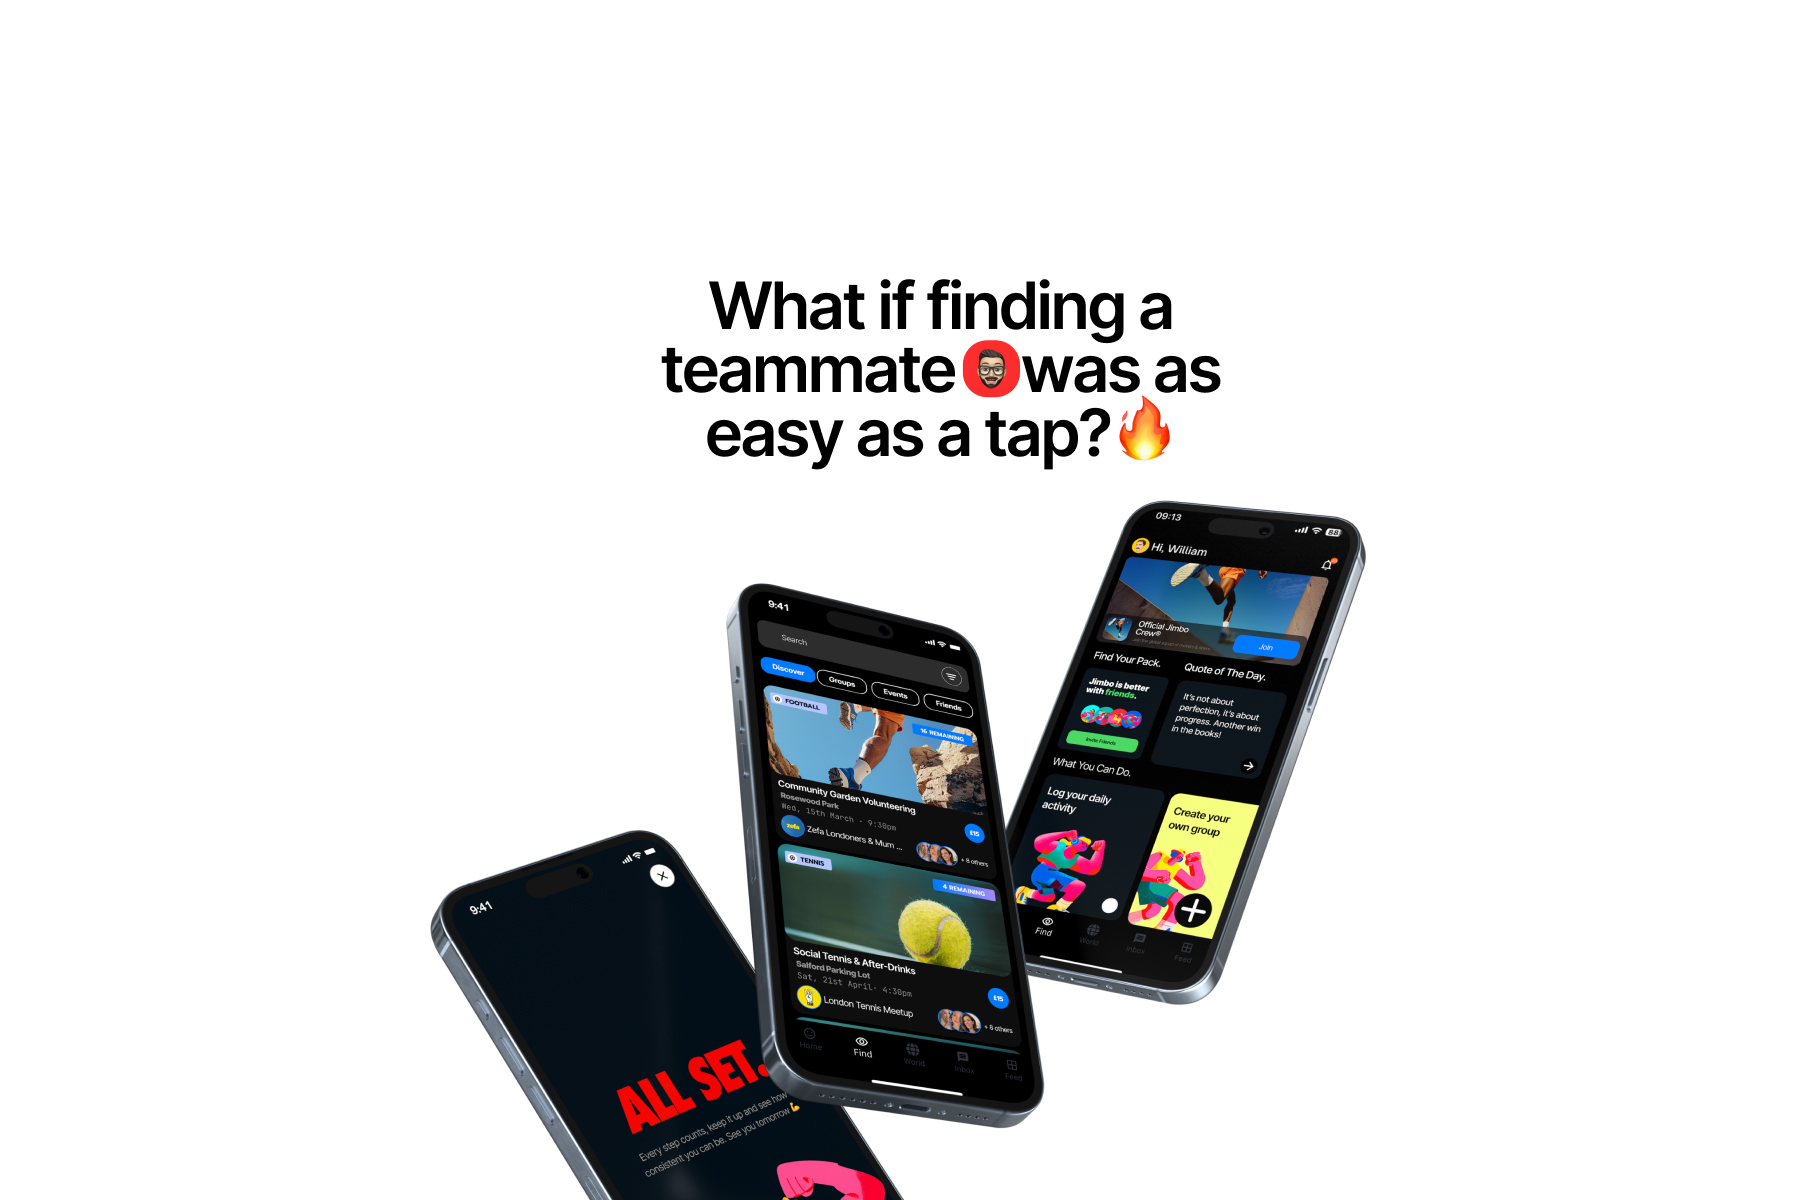 What if finding a
teammate was as
easy as a tap?
09:13
88
Hi, William
Official Jimbo
Crew®
Join
Find Your Pack.
Quote of The Day.
Jimbo is better
with friends.
Invite Friends
It's not about
perfection, it's about
progress. Another win
in the books!
What You Can Do.
Log your daily
activity
Create your
own group
Find
World
Inbox
Feed
9:41
Search
Discover
Groups
Events
Friends
FOOTBALL
16 REMAINING
Community Garden Volunteering
Rosewood Park
Wed, 15th March · 9:30pm
£15
zefa
Zefa Londoners & Mum ...
+ 8 others
TENNIS
4 REMAINING
Social Tennis & After-Drinks
Salford Parking Lot
Sat, 21st April · 4:30pm
£15
London Tennis Meetup
+ 8 others
Home
Find
World
Inbox
Feed
9:41
ALL SET.
Every step counts, keep it up and see how
consistent you can be. See you tomorrow